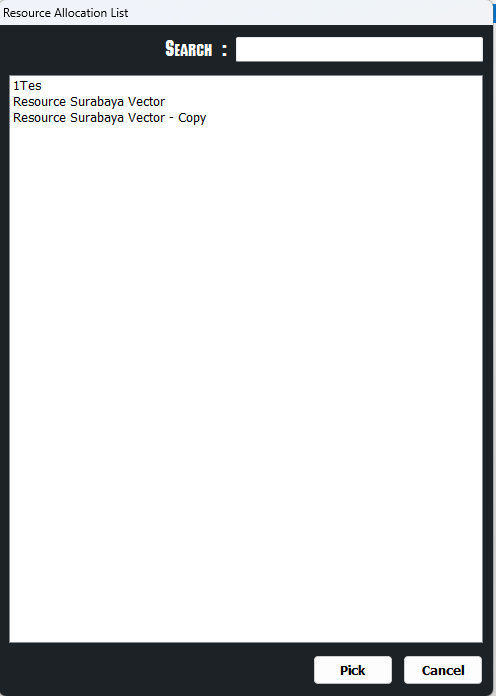 Resource Allocation List
Search :
1Tes
Resource Surabaya Vector
Resource Surabaya Vector - Copy
Pick
Cancel